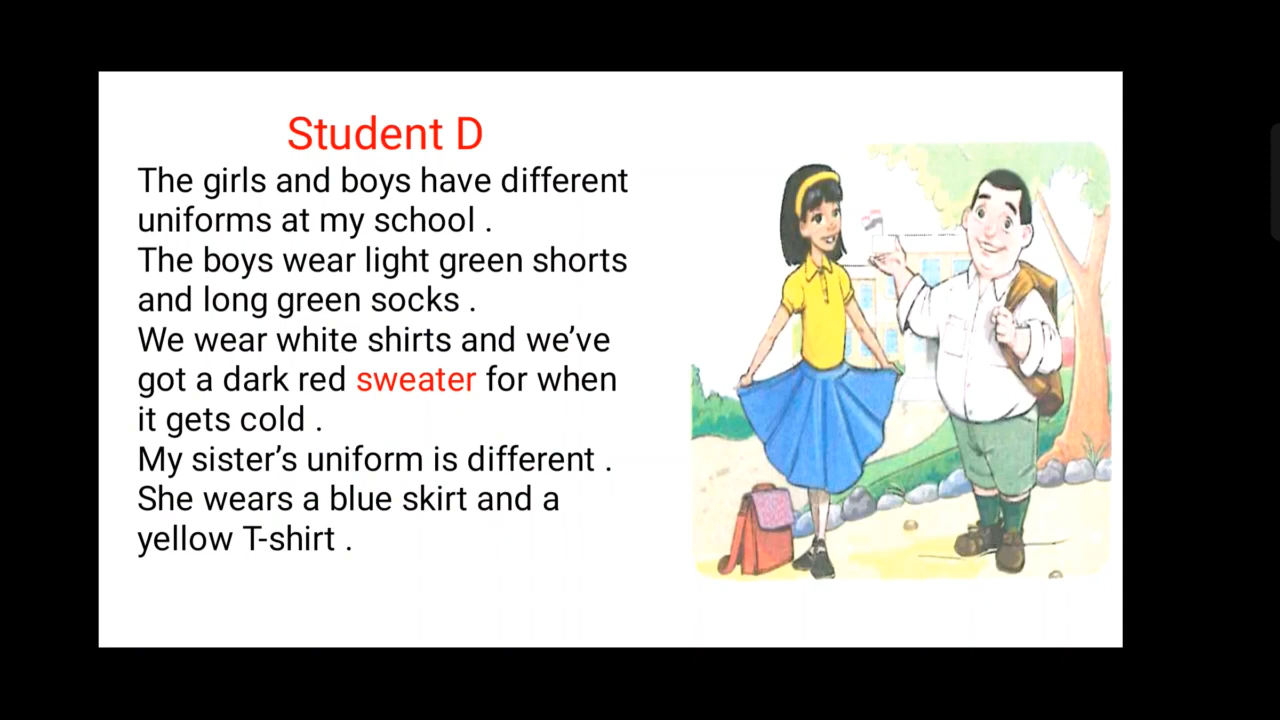 Student D
The girls and boys have different
uniforms at my school .
The boys wear light green shorts
and long green socks .
We wear white shirts and we’ve
got a dark red sweater for when
it gets cold .
My sister’s uniform is different .
She wears a blue skirt and a
yellow T-shirt .